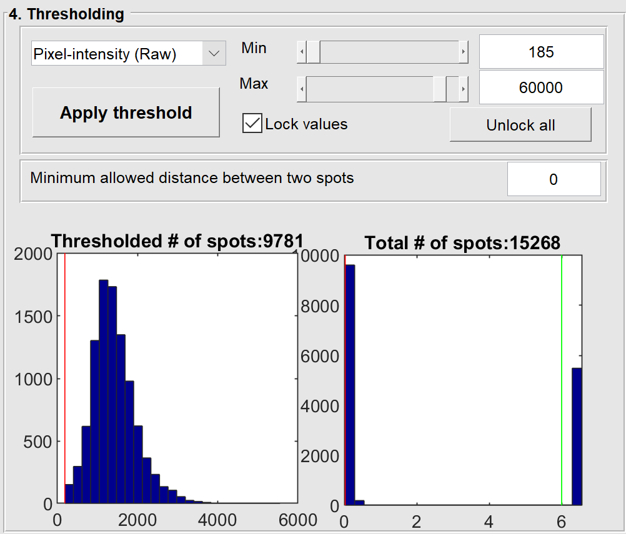 4. Thresholding
Pixel-intensity (Raw)
Min
185
Max
60000
Apply threshold
Lock values
Unlock all
Minimum allowed distance between two spots
0
Thresholded # of spots:9781
Total # of spots:15268
2000
1500
1000
500
0
0 2000 4000 6000
0000
8000
6000
4000
2000
0
0 2 4 6